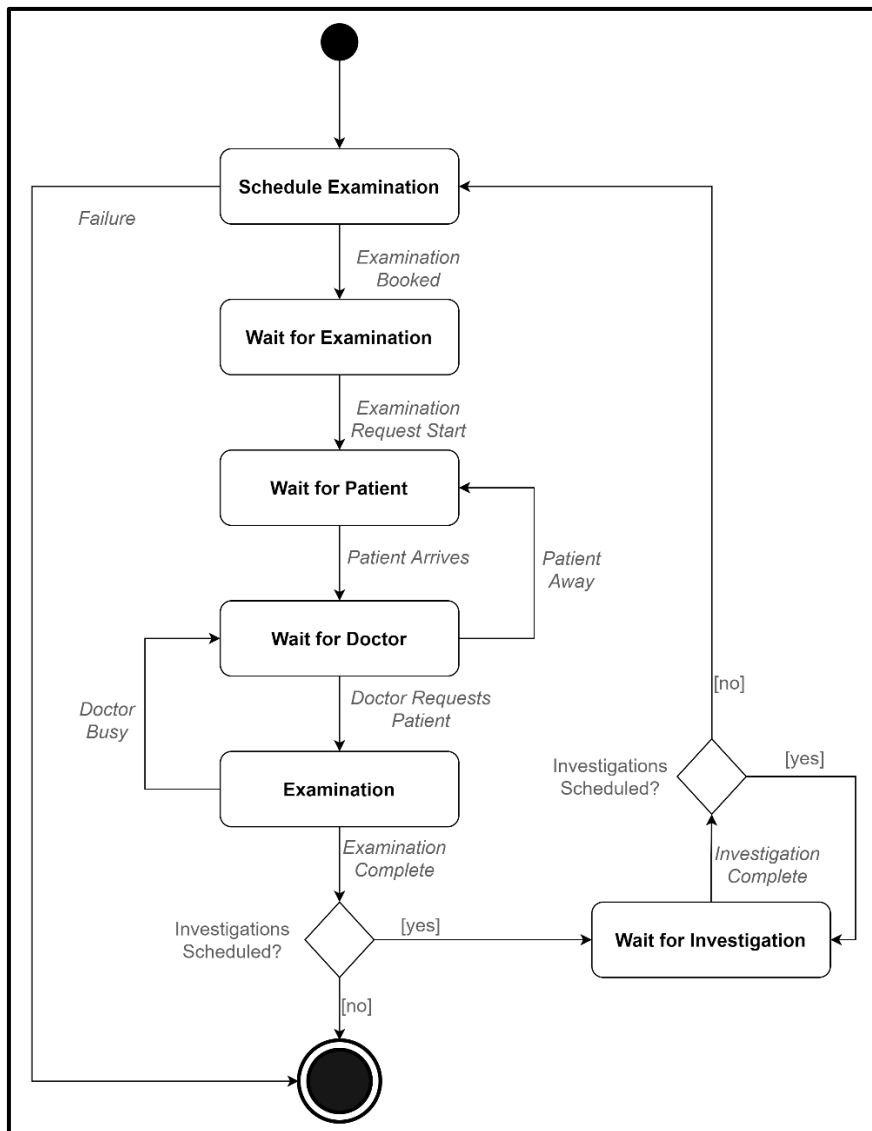 Schedule Examination
Failure
Examination
Booked
Wait for Examination
Examination
Request Start
Wait for Patient
Patient Arrives
Patient
Away
Wait for Doctor
Doctor
Busy
Doctor Requests
Patient
[no]
Investigations
Scheduled?
[yes]
Examination
Examination
Complete
Investigation
Complete
Investigations
Scheduled?
[yes]
Wait for Investigation
[no]